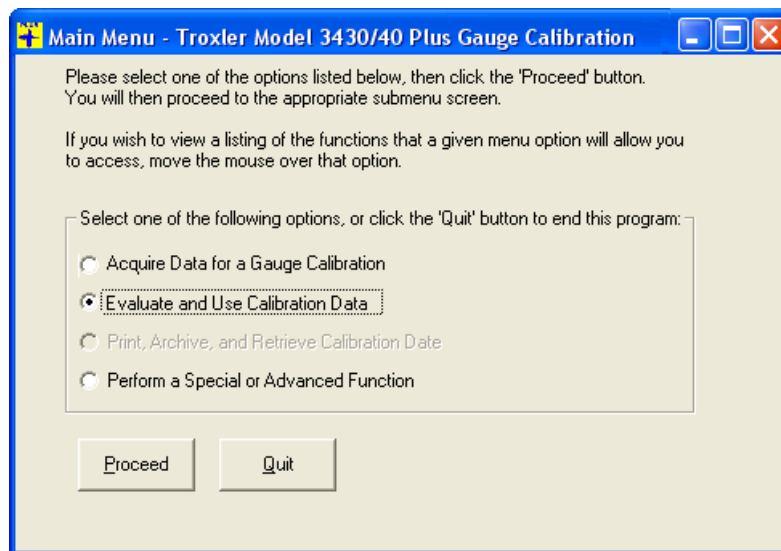 Main Menu - Troxler Model 3430/40 Plus Gauge Calibration
Please select one of the options listed below, then click the 'Proceed' button.
You will then proceed to the appropriate submenu screen.
If you wish to view a listing of the functions that a given menu option will allow you
to access, move the mouse over that option.
Select one of the following options, or click the 'Quit' button to end this program:
Acquire Data for a Gauge Calibration
Evaluate and Use Calibration Data
Print, Archive, and Retrieve Calibration Date
Perform a Special or Advanced Function
Proceed
Quit